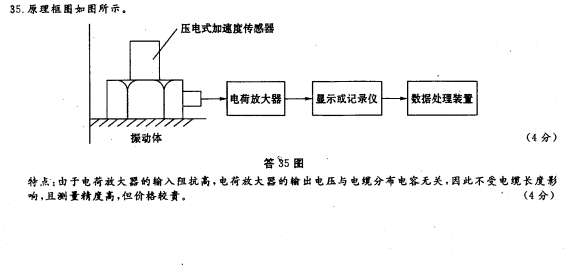 35.原理框图如图所示。
压电式加速度传感器
电荷放大器
显示或记录仪
数据处理装置
振动体
(4分)
答35图
特点:由于电荷放大器的输入阻抗高,电荷放大器的输出电压与电缆分布电容无关,因此不受电缆长度影
响,且测量精度高,但价格较贵。
(4分)